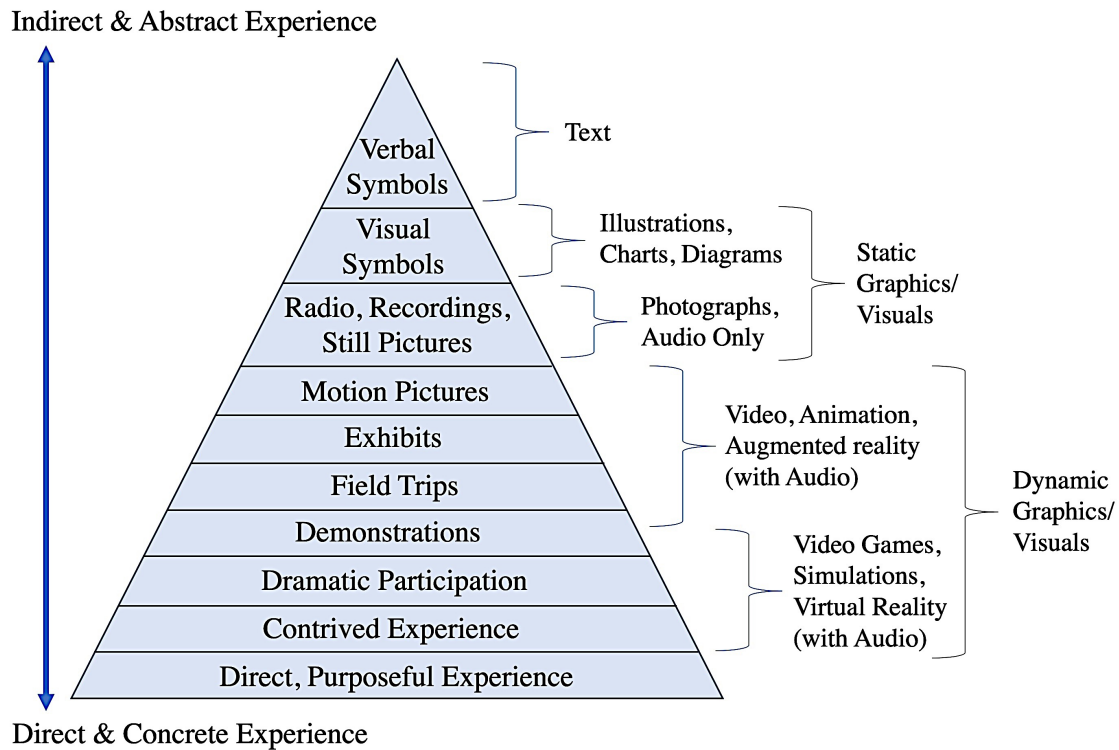 Indirect & Abstract Experience
Verbal
Symbols
Text
Visual
Symbols
Illustrations,
Charts, Diagrams
Static
Graphics/
Visuals
Radio, Recordings,
Still Pictures
Photographs,
Audio Only
Motion Pictures
Exhibits
Field Trips
Demonstrations
Video, Animation,
Augmented reality
(with Audio)
Dynamic
Graphics/
Visuals
Dramatic Participation
Contrived Experience
Video Games,
Simulations,
Virtual Reality
(with Audio)
Direct, Purposeful Experience
Direct & Concrete Experience